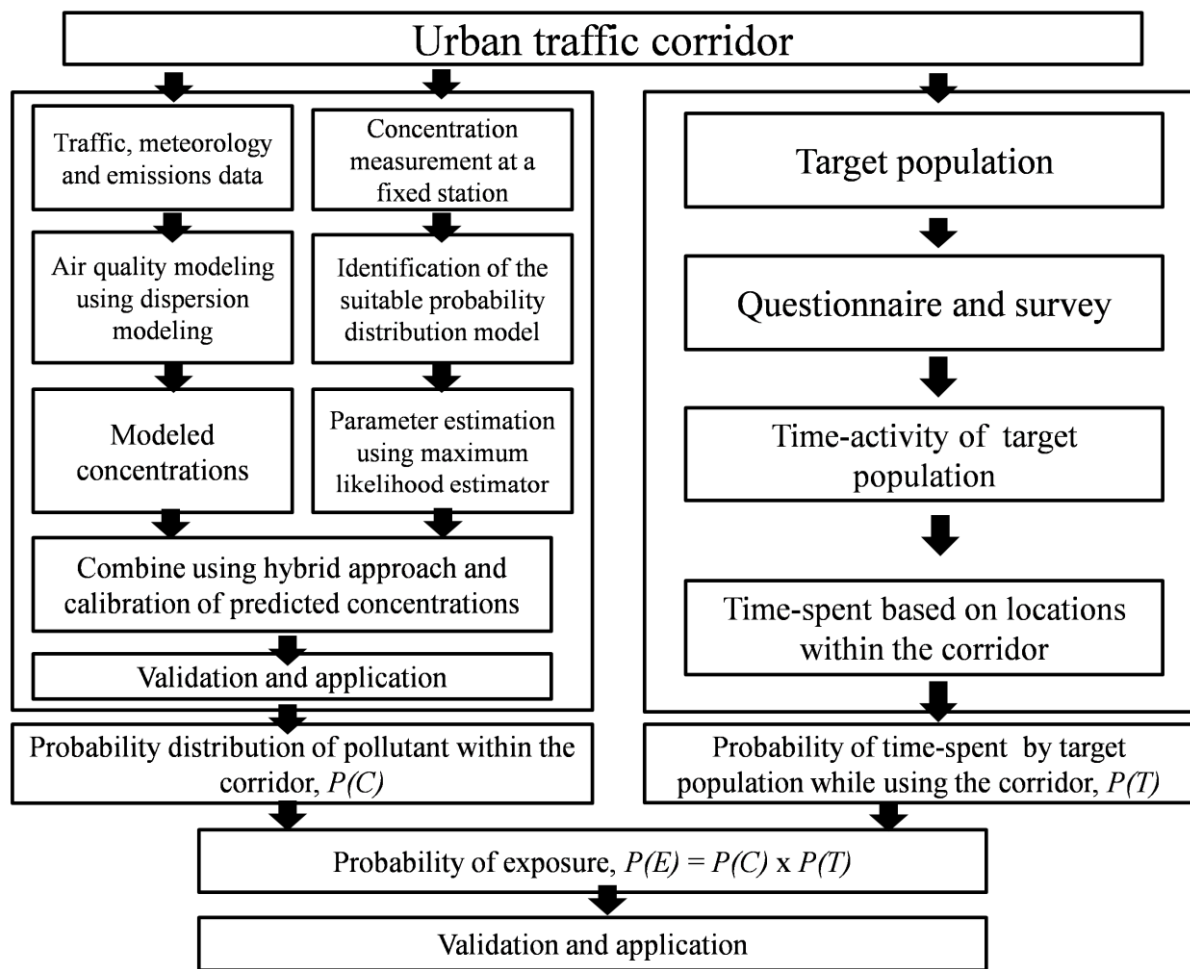 Urban traffic corridor
Traffic, meteorology
and emissions data
Concentration
measurement at a
fixed station
Target population
Air quality modeling
using dispersion
modeling
Identification of the
suitable probability
distribution model
Questionnaire and survey
Modeled
concentrations
Parameter estimation
using maximum
likelihood estimator
Time-activity of target
population
Combine using hybrid approach and
calibration of predicted concentrations
Time-spent based on locations
within the corridor
Validation and application
Probability distribution of pollutant within the
corridor, P(C)
Probability of time-spent by target
population while using the corridor, P(T)
Probability of exposure, P(E) = P(C) x P(T)
Validation and application